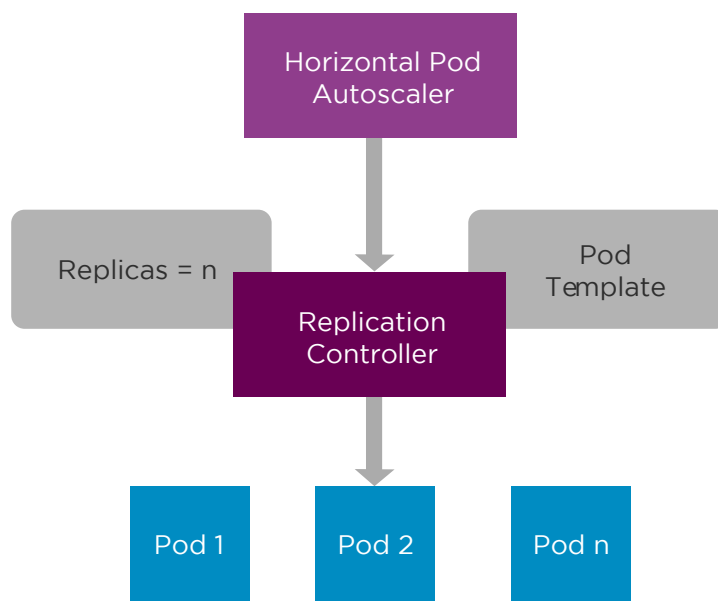 Horizontal Pod
Autoscaler
Replicas = n
Pod
Template
Replication
Controller
Pod 1
Pod 2
Pod n